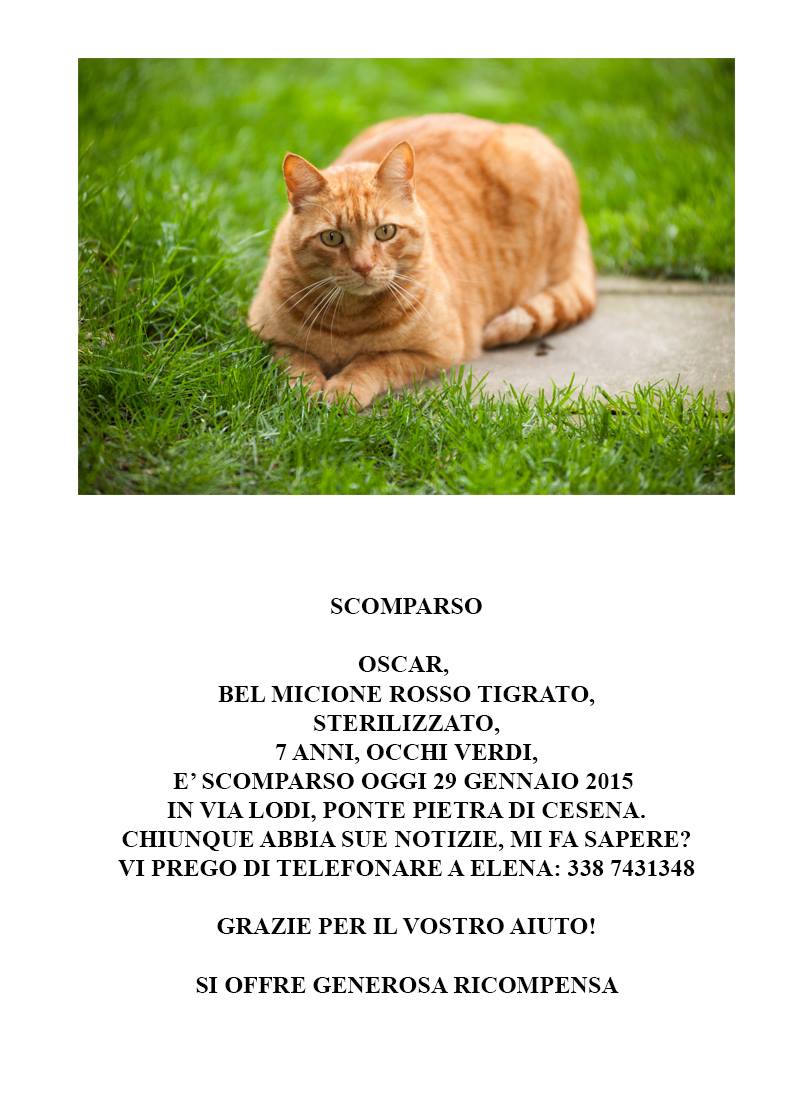 SCOMPARSO
OSCAR,
BEL MICIONE ROSSO TIGRATO,
STERILIZZATO,
7 ANNI, OCCHI VERDI,
E’ SCOMPARSO OGGI 29 GENNAIO 2015
IN VIA LODI, PONTE PIETRA DI CESENA.
CHIUNQUE ABBIA SUE NOTIZIE, MI FA SAPERE?
VI PREGO DI TELEFONARE A ELENA: 338 7431348
GRAZIE PER IL VOSTRO AIUTO!
SI OFFRE GENEROSA RICOMPENSA